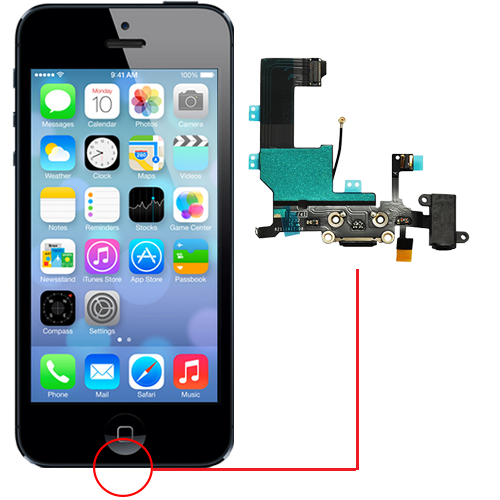 9:41 AM 100%
Monday
10
Messages Calendar Photos Camera
280
Weather Clock Maps Videos
Notes Reminders Stocks Game Center
Newsstand iTunes Store App Store Passbook
Compass Settings
Phone Mail Safari Music